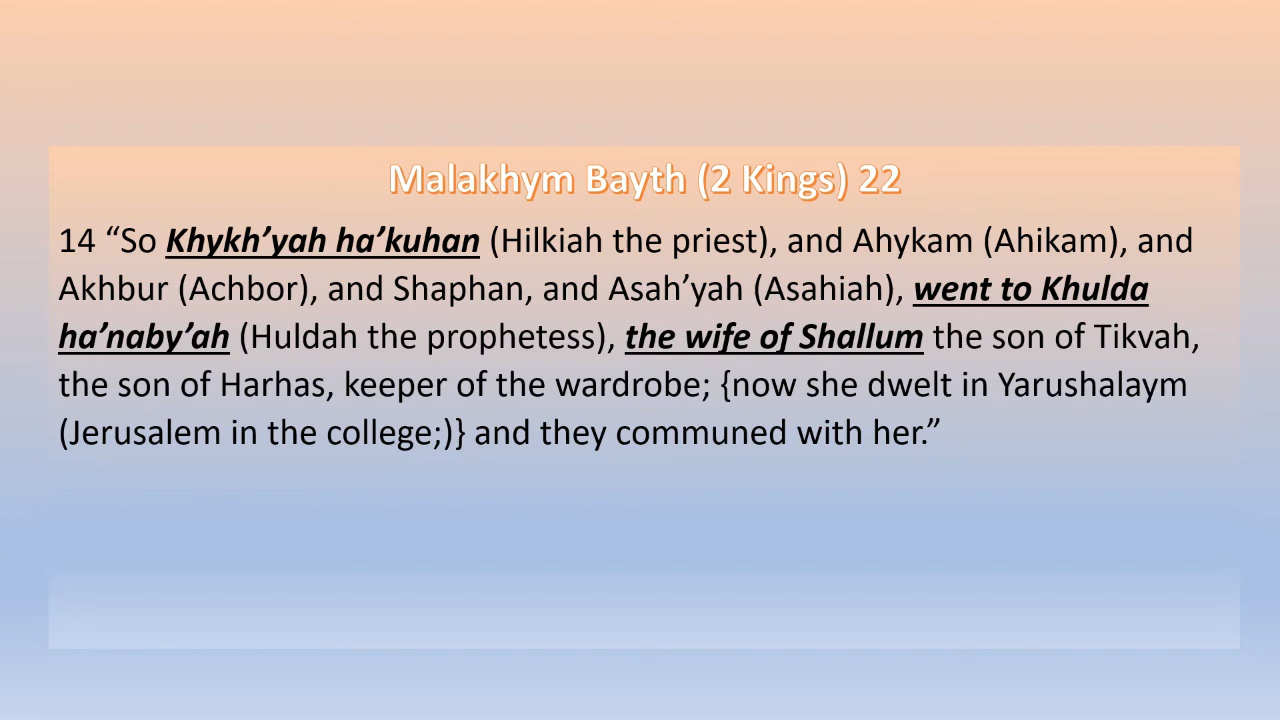 Malakhym Bayth (2 Kings) 22
14 “So Khykh’yah ha’kuhan (Hilkiah the priest), and Ahykam (Ahikam), and
Akhbur (Achbor), and Shaphan, and Asah’yah (Asahiah), went to Khulda
ha’naby’ah (Huldah the prophetess), the wife of Shallum the son of Tikvah,
the son of Harhas, keeper of the wardrobe; {now she dwelt in Yarushalaym
(Jerusalem in the college;)} and they communed with her.”